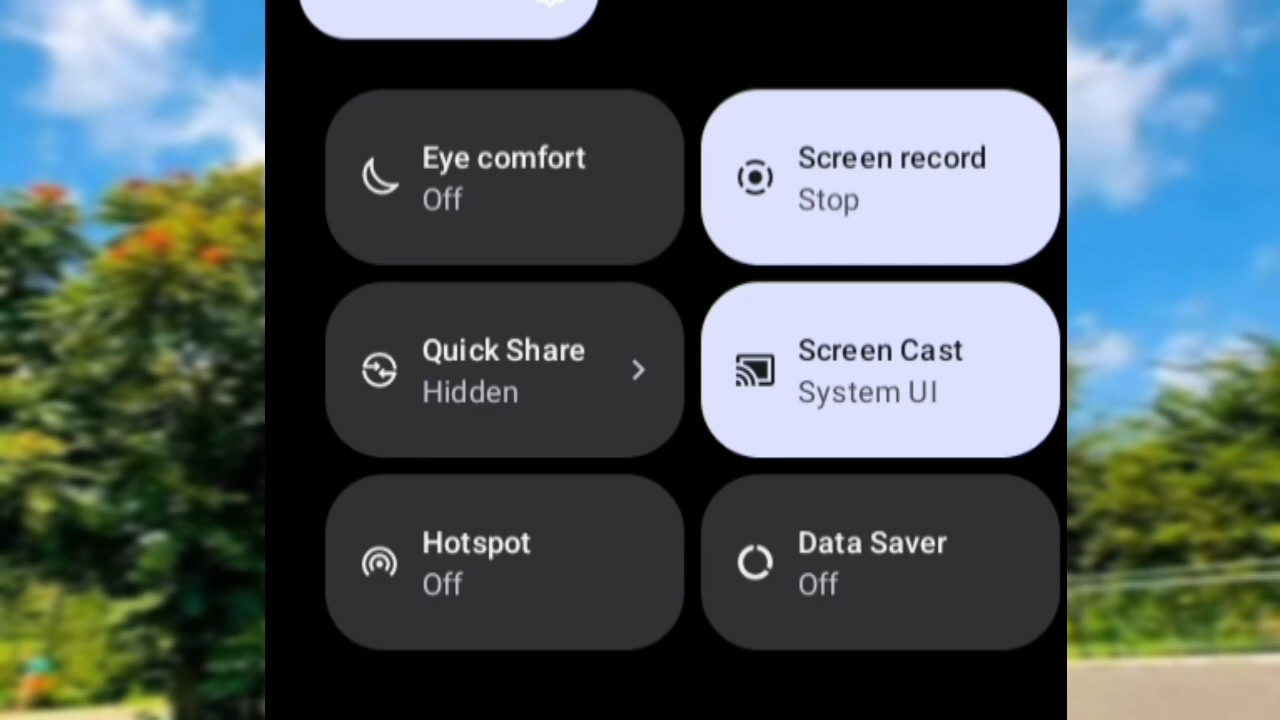 Eye comfort
Off
Screen record
Stop
Quick Share
Hidden
Screen Cast
System UI
Hotspot
Off
Data Saver
Off